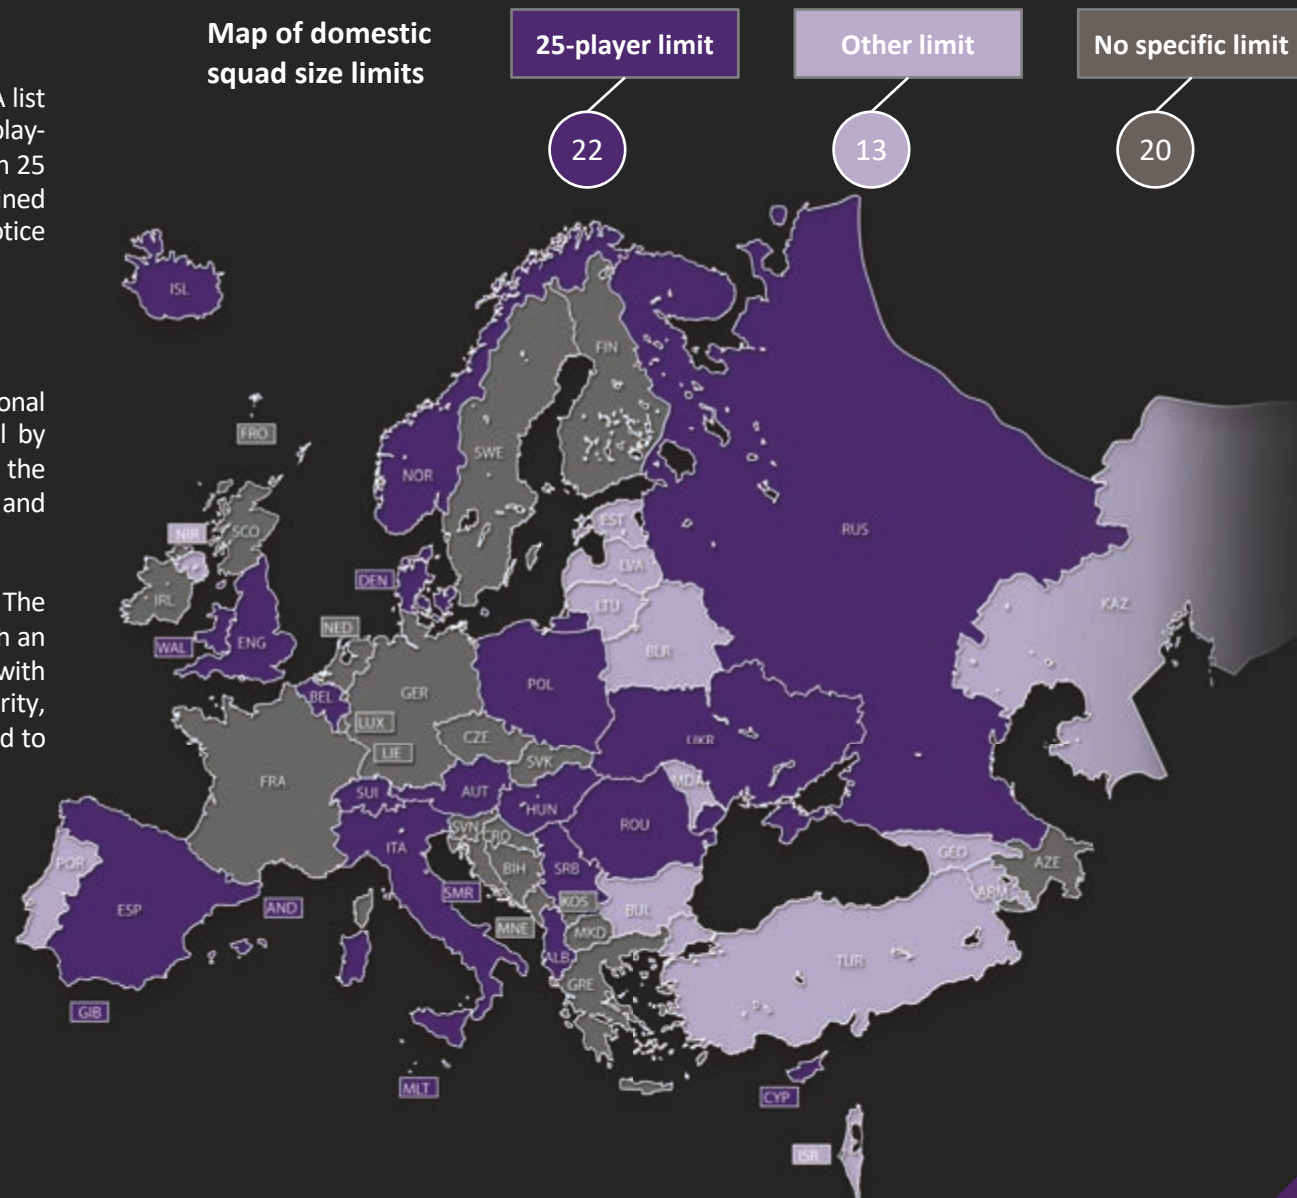 Map of domestic
squad size limits
25-player limit
Other limit
No specific limit
22
13
20
A list
play-
n 25
ined
otice
onal
l by
the
and
The
h an
with
rity,
d to
ISL
FRO
FIN
SWE
NOR
RUS
SCO
NIR
IRL
EST
LVA
LTU
BLR
KAZ
DEN
NED
WAL
ENG
BEL
GER
POL
LUX
LIE
CZE
SVK
UKR
FRA
SUI
AUT
HUN
MDA
ROU
ITA
SVN
CRO
BIH
SRB
POR
ESP
AND
SMR
KOS
MNE
MKD
BUL
ALB
GRE
GEO
ARM
AZE
TUR
GIB
MLT
CYP
ISR